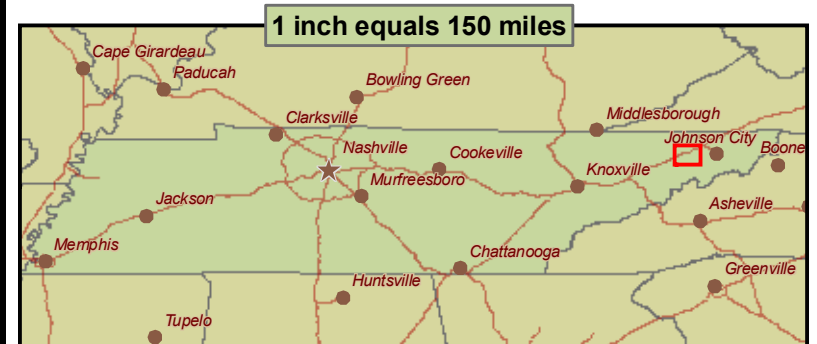 1 inch equals 150 miles
Cape Girardeau
Paducah
Bowling Green
Clarksville
Middlesborough
Johnson City
Boone
Nashville
Cookeville
Knoxville
Murfreesboro
Jackson
Asheville
Memphis
Chattanooga
Greenville
Huntsville
Tupelo